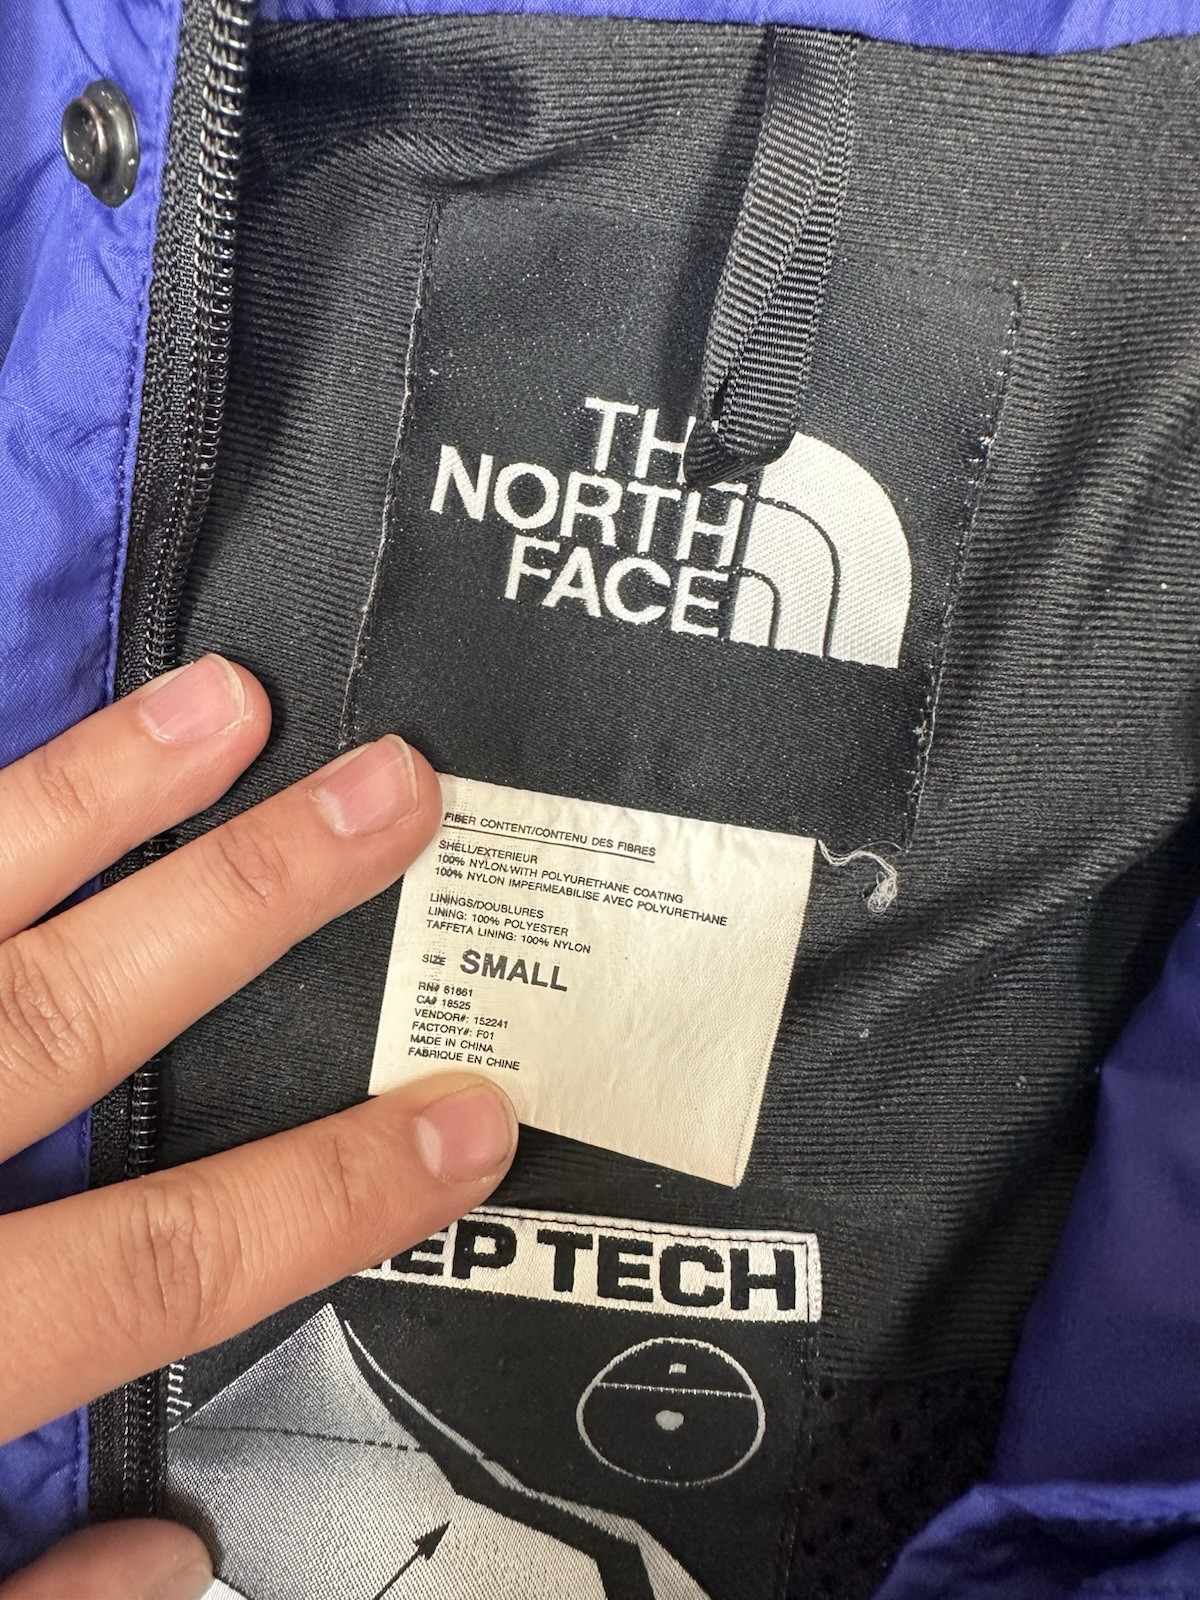 THE
NORTH
FACE
FIBER CONTENT/CONTENU DES FIBRES
SHELL/EXTERIEUR
100% NYLON WITH POLYURETHANE COATING
100% NYLON IMPERMEABILISE AVEC POLYURETHANE
LININGS/DOUBLURES
LINING: 100% POLYESTER
TAFFETA LINING: 100% NYLON
SIZE SMALL
RN# 61661
CA# 18525
VENDOR#: 152241
FACTORY#: F01
MADE IN CHINA
FABRIQUE EN CHINE
TECH